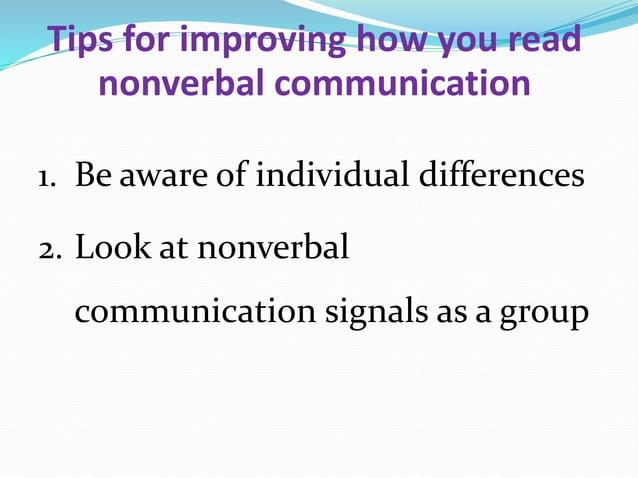 Tips for improving how you read
nonverbal communication
1. Be aware of individual differences
2. Look at nonverbal
communication signals as a group